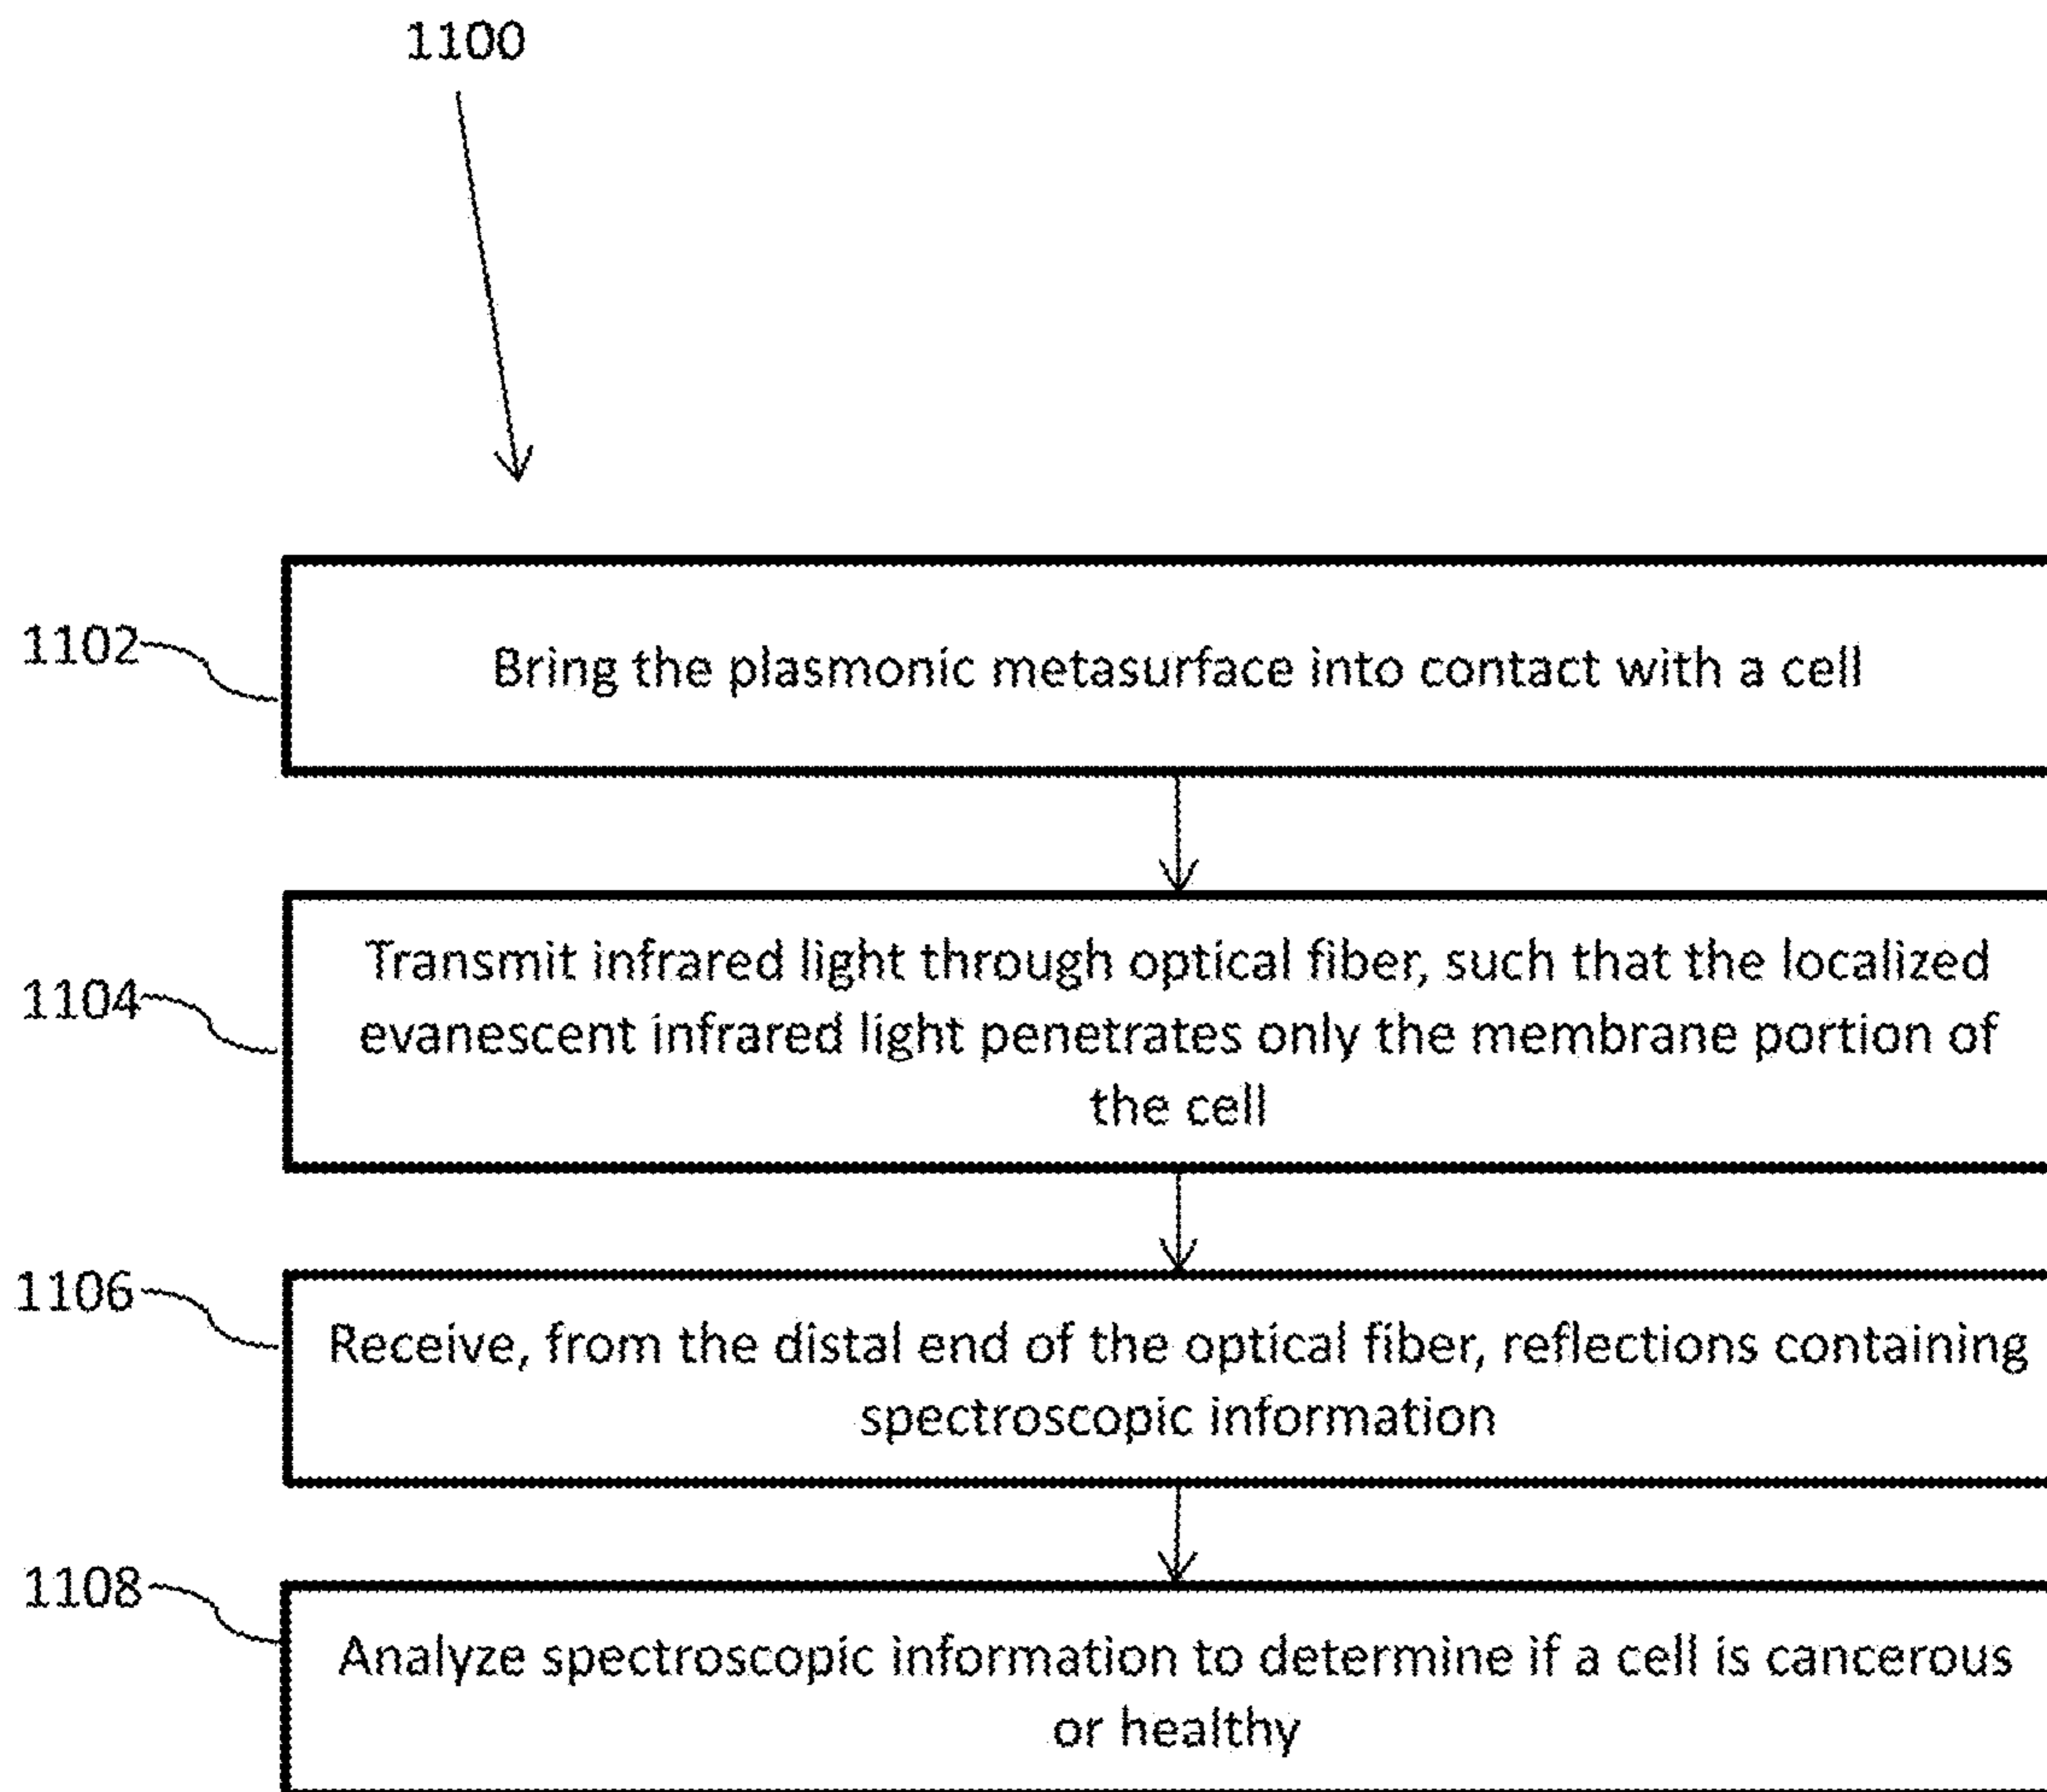 1100
1102
Bring the plasmonic metasurface into contact with a cell
1104
Transmit infrared light through optical fiber, such that the localized
evanescent infrared light penetrates only the membrane portion of
the cell
1106
Receive, from the distal end of the optical fiber, reflections containing
spectroscopic information
1108
Analyze spectroscopic information to determine if a cell is cancerous
or healthy